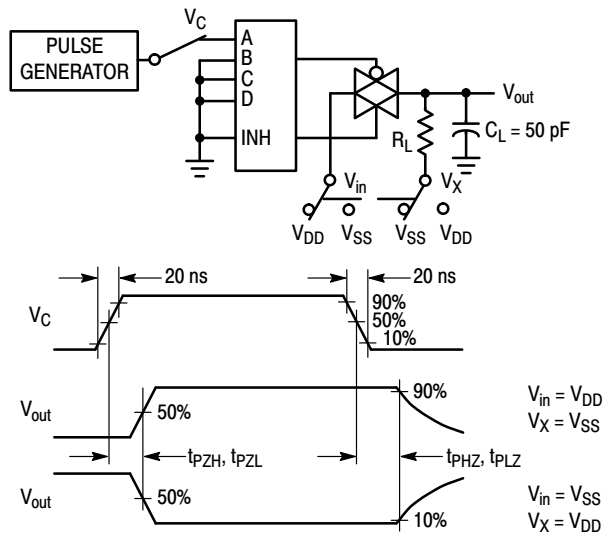 V_C
PULSE
GENERATOR
A
B
C
D
INH
V_out
R_L
C_L = 50 pF
V_in
V_X
V_DD
V_SS
V_SS
V_DD
20 ns
20 ns
V_C
90%
50%
10%
V_out
50%
90%
V_in = V_DD
V_X = V_SS
t_PZH, t_PZL
t_PHZ, t_PLZ
V_out
50%
10%
V_in = V_SS
V_X = V_DD